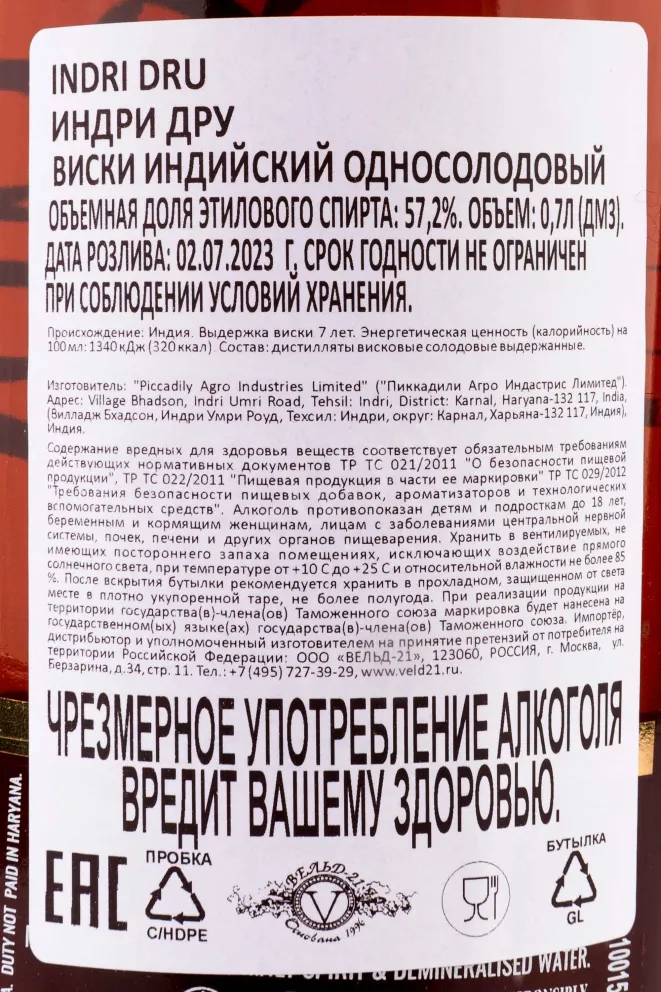 INDRI DRU
ИНДРИ ДРУ
ВИСКИ ИНДИЙСКИЙ ОДНОСОЛОДОВЫЙ
ОБЪЕМНАЯ ДОЛЯ ЭТИЛОВОГО СПИРТА: 57,2%. ОБЪЕМ: 0,7Л (ДМ3).
ДАТА РОЗЛИВА: 02.07.2023 Г, СРОК ГОДНОСТИ НЕ ОГРАНИЧЕН
ПРИ СОБЛЮДЕНИИ УСЛОВИЙ ХРАНЕНИЯ.
Происхождение: Индия. Выдержка виски 7 лет. Энергетическая ценность (калорийность) на
100 мл: 1340 кДж (320 ккал). Состав: дистилляты висковые солодовые выдержанные.
Изготовитель: "Piccadily Agro Industries Limited" ("Пиккадили Агро Индастрис Лимитед").
Адрес: Village Bhadson, Indri Umri Road, Tehsil: Indri, District: Karnal, Haryana-132 117, India,
(Вилладж Бхадсон, Индри Умри Роуд, Техсил: Индри, округ: Карнал, Харьяна-132 117, Индия),
Индия.
Содержание вредных для здоровья веществ соответствует обязательным требованиям
действующих нормативных документов ТР ТС 021/2011 "О безопасности пищевой
продукции", ТР ТС 022/2011 "Пищевая продукция в части ее маркировки" ТР ТС 029/2012
"Требования безопасности пищевых добавок, ароматизаторов и технологических
вспомогательных средств". Алкоголь противопоказан детям и подросткам до 18 лет,
беременным и кормящим женщинам, лицам с заболеваниями центральной нервной
системы, почек, печени и других органов пищеварения. Хранить в вентилируемых, не
имеющих постороннего запаха помещениях, исключающих воздействие прямого
солнечного света, при температуре от +10 С до +25 С и относительной влажности не более 85
%. После вскрытия бутылки рекомендуется хранить в прохладном, защищенном от света
месте в плотно укупоренной таре, не более полугода. При реализации продукции на
территории государства(в)-члена(ов) Таможенного союза маркировка будет нанесена на
государственном(ых) языке(ах) государства(в)-члена(ов) Таможенного союза. Импортёр,
дистрибьютор и уполномоченный изготовителем на принятие претензий от потребителя на
территории Российской Федерации: ООО «ВЕЛЬД-21», 123060, РОССИЯ, г. Москва, ул.
Берзарина, д.34, стр. 11. Тел.: +7 (495) 727-39-29, www.veld21.ru.
ЧРЕЗМЕРНОЕ УПОТРЕБЛЕНИЕ АЛКОГОЛЯ
ВРЕДИТ ВАШЕМУ ЗДОРОВЬЮ.
EAC
ПРОБКА
C/HDPE
ВЕЛЬД-21
V
Основана 1996
БУТЫЛКА
GL
DUTY NOT PAID IN HARYANA.
SPIRIT & DEMINERALISED WATER.
10015